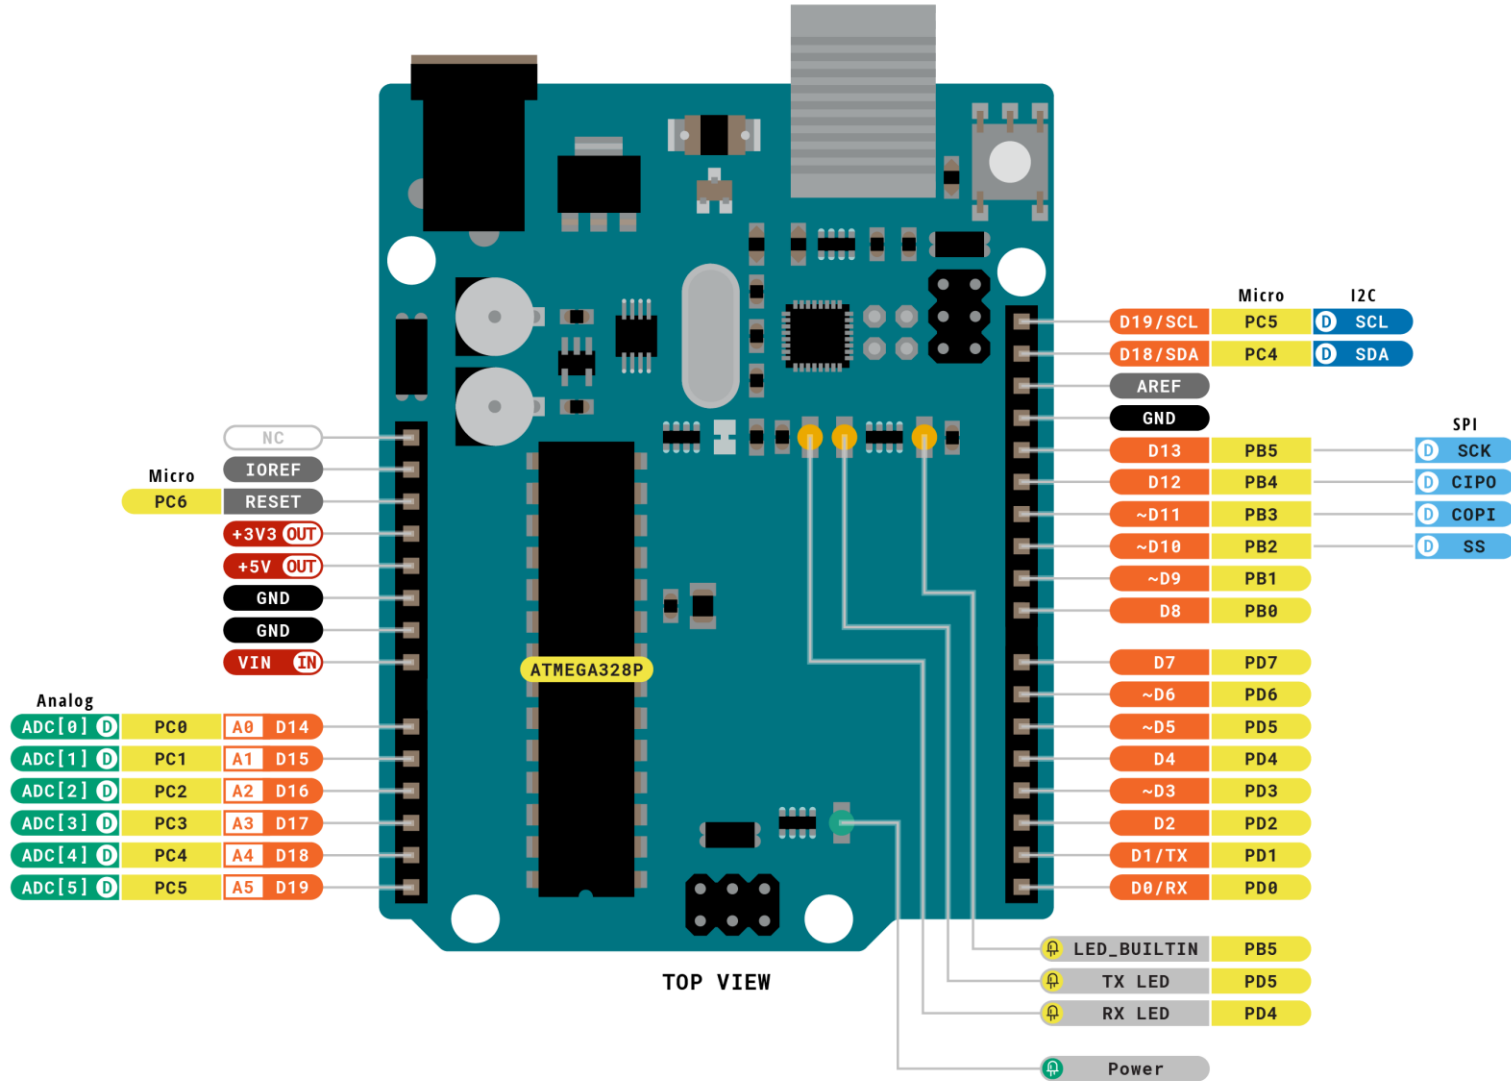 Micro I2C
D19/SCL PC5 D SCL
D18/SDA PC4 D SDA
AREF
GND
SPI
D13 PB5 D SCK
D12 PB4 D CIPO
~D11 PB3 D COPI
~D10 PB2 D SS
~D9 PB1
D8 PB0
D7 PD7
~D6 PD6
~D5 PD5
D4 PD4
~D3 PD3
D2 PD2
D1/TX PD1
D0/RX PD0
LED_BUILTIN PB5
TX LED PD5
RX LED PD4
Power
NC
IOREF
Micro
PC6 RESET
+3V3 OUT
+5V OUT
GND
GND
VIN IN
Analog
ADC[0] D PC0 A0 D14
ADC[1] D PC1 A1 D15
ADC[2] D PC2 A2 D16
ADC[3] D PC3 A3 D17
ADC[4] D PC4 A4 D18
ADC[5] D PC5 A5 D19
ATMEGA328P
TOP VIEW